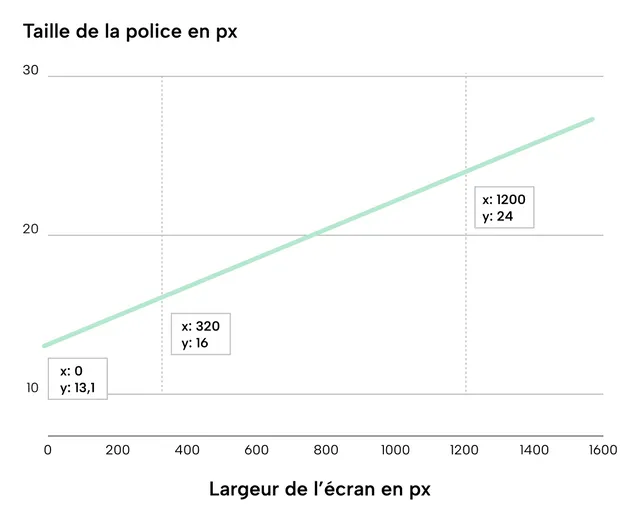 Taille de la police en px
30
20
x: 1200
y: 24
x: 320
y: 16
x: 0
y: 13,1
10
0 200 400 600 800 1000 1200 1400 1600
Largeur de l’écran en px